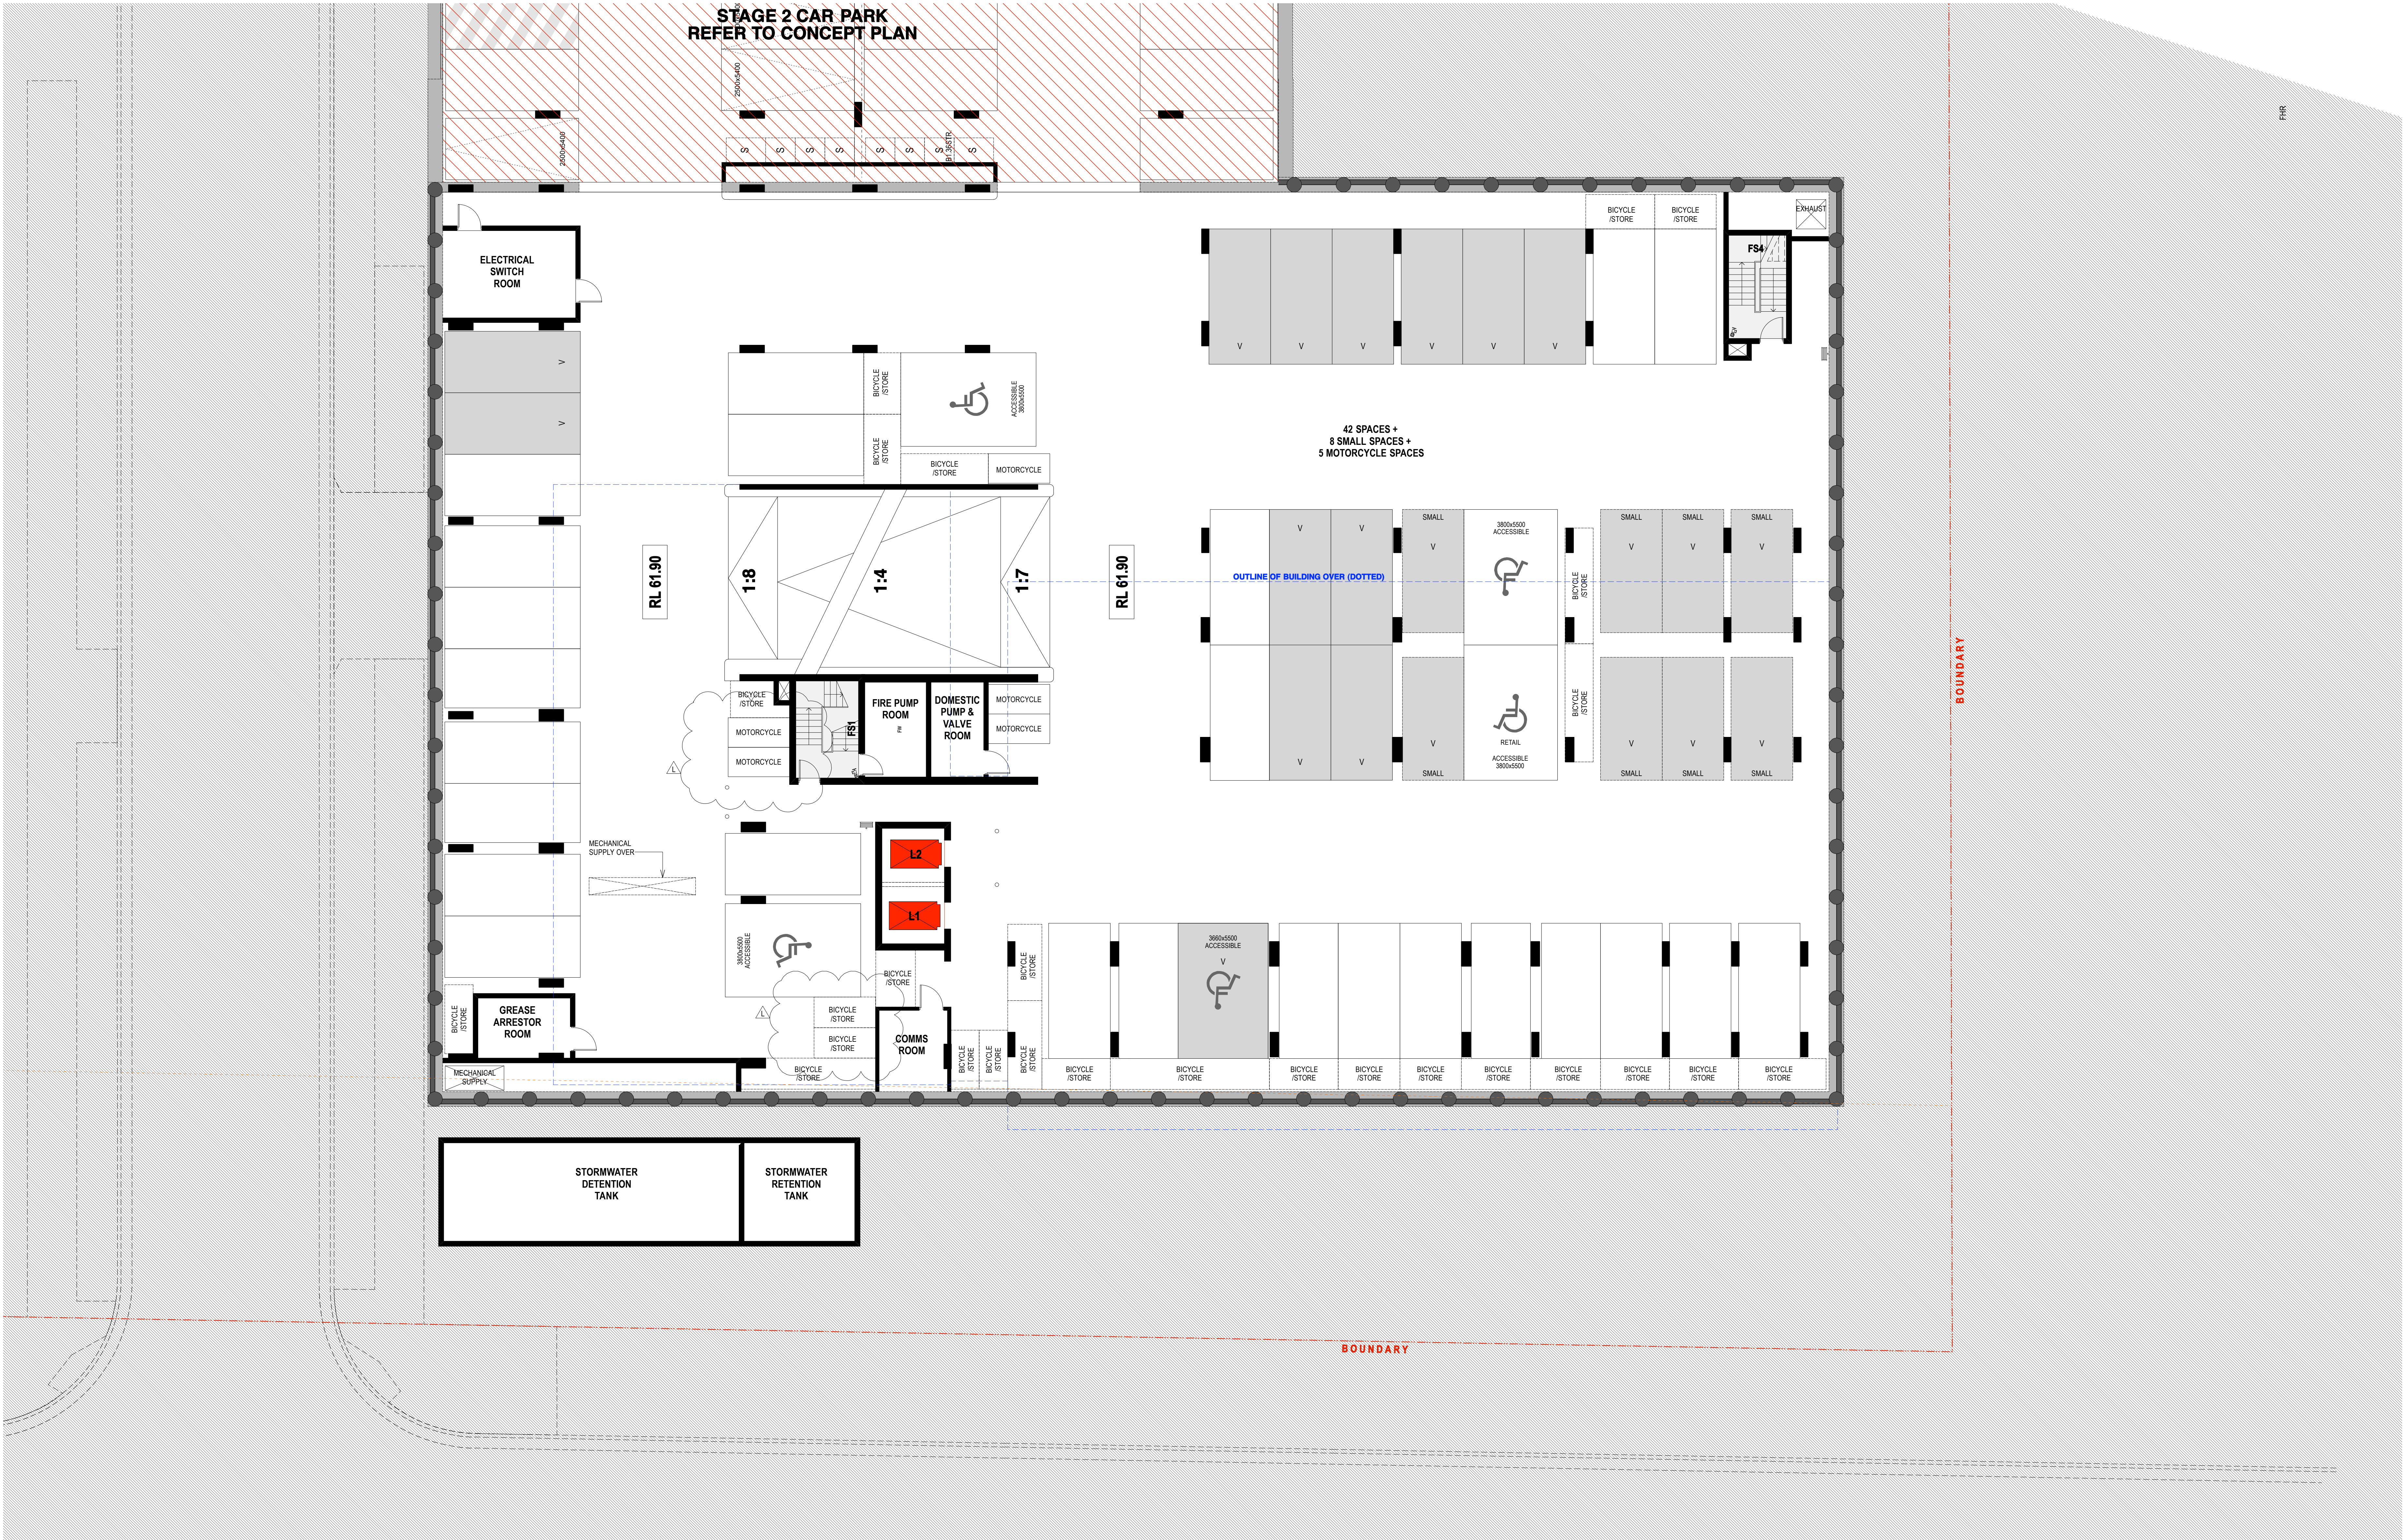 STAGE 2 CAR PARK
REFER TO CONCEPT PLAN
2500x5400
2500x5400
S
S
S
S
S
S
S
S
B1.36STR
FHR
BICYCLE
/STORE
BICYCLE
/STORE
EXHAUST
FS4
ELECTRICAL
SWITCH
ROOM
V
V
V
V
V
V
V
V
BICYCLE
/STORE
ACCESSIBLE
3800x5500
BICYCLE
/STORE
BICYCLE
/STORE
MOTORCYCLE
42 SPACES +
8 SMALL SPACES +
5 MOTORCYCLE SPACES
RL 61.90
1:8
1:4
1:7
RL 61.90
V
V
SMALL
V
3800x5500
ACCESSIBLE
SMALL
V
SMALL
V
SMALL
V
OUTLINE OF BUILDING OVER (DOTTED)
BICYCLE
/STORE
BICYCLE
/STORE
BOUNDARY
BICYCLE
/STORE
MOTORCYCLE
MOTORCYCLE
FS1
FIRE PUMP
ROOM
DOMESTIC
PUMP &
VALVE
ROOM
MOTORCYCLE
MOTORCYCLE
L
V
V
V
SMALL
RETAIL
ACCESSIBLE
3800x5500
V
SMALL
V
SMALL
V
SMALL
MECHANICAL
SUPPLY OVER
L2
L1
3800x5500
ACCESSIBLE
BICYCLE
/STORE
BICYCLE
/STORE
3660x5500
ACCESSIBLE
V
L
BICYCLE
/STORE
BICYCLE
/STORE
BICYCLE
/STORE
GREASE
ARRESTOR
ROOM
COMMS
ROOM
BICYCLE
/STORE
BICYCLE
/STORE
BICYCLE
/STORE
MECHANICAL
SUPPLY
BICYCLE
/STORE
BICYCLE
/STORE
BICYCLE
/STORE
BICYCLE
/STORE
BICYCLE
/STORE
BICYCLE
/STORE
BICYCLE
/STORE
BICYCLE
/STORE
BICYCLE
/STORE
BICYCLE
/STORE
BICYCLE
/STORE
STORMWATER
DETENTION
TANK
STORMWATER
RETENTION
TANK
BOUNDARY